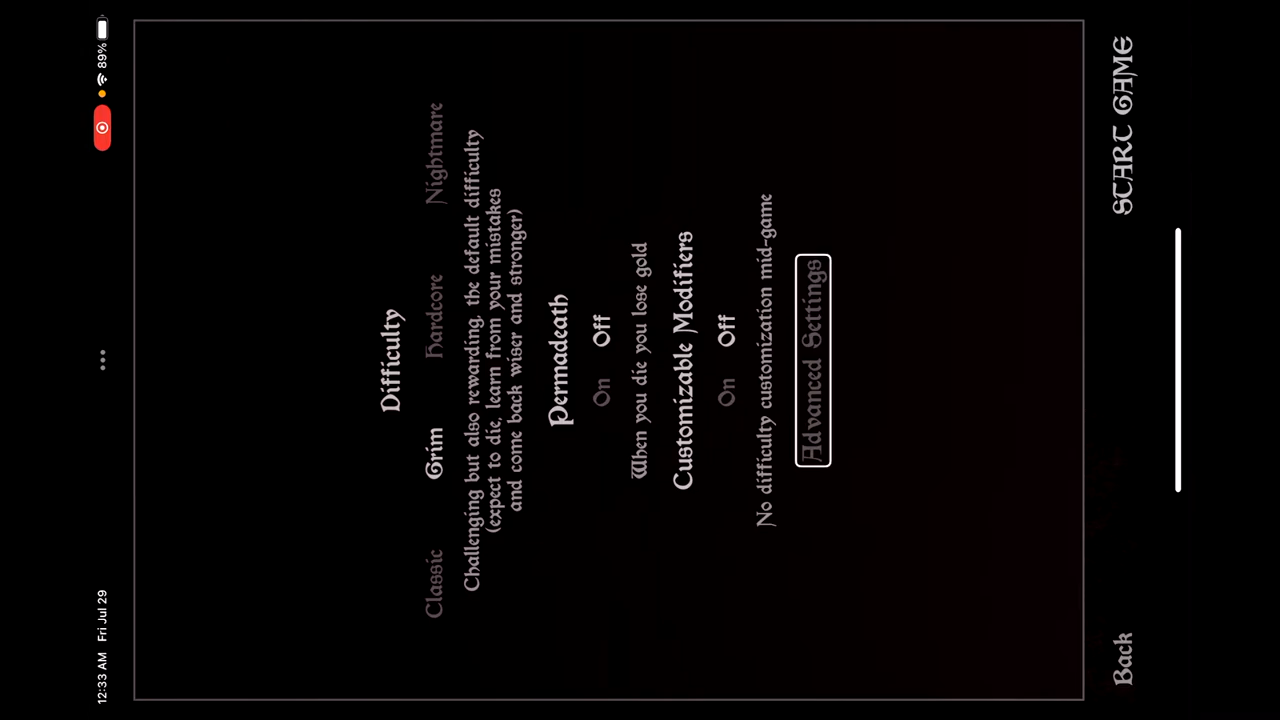 12:33 AM Fri Jul 29
89%
Difficulty
Classic Grim Hardcore Nightmare
Challenging but also rewarding, the default difficulty
(expect to die, learn from your mistakes
and come back wiser and stronger)
Permadeath
On Off
When you die you lose gold
Customizable Modifiers
On Off
No difficulty customization mid-game
Advanced Settings
Back START GAME